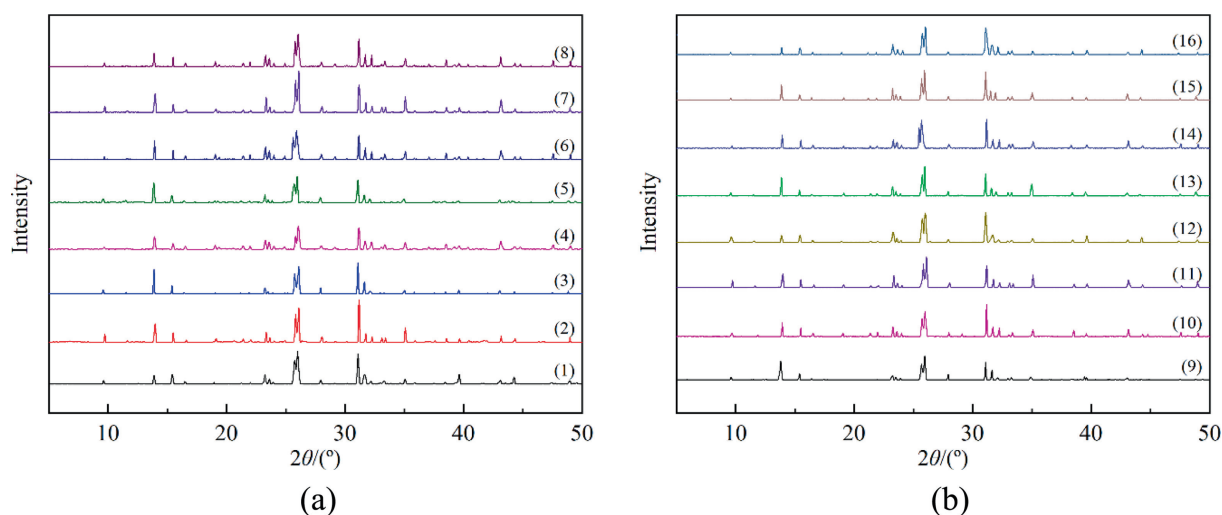 (a)
Intensity
(8)
(7)
(6)
(5)
(4)
(3)
(2)
(1)
10 20 30 40 50
2θ/(º)
(b)
Intensity
(16)
(15)
(14)
(13)
(12)
(11)
(10)
(9)
10 20 30 40 50
2θ/(º)